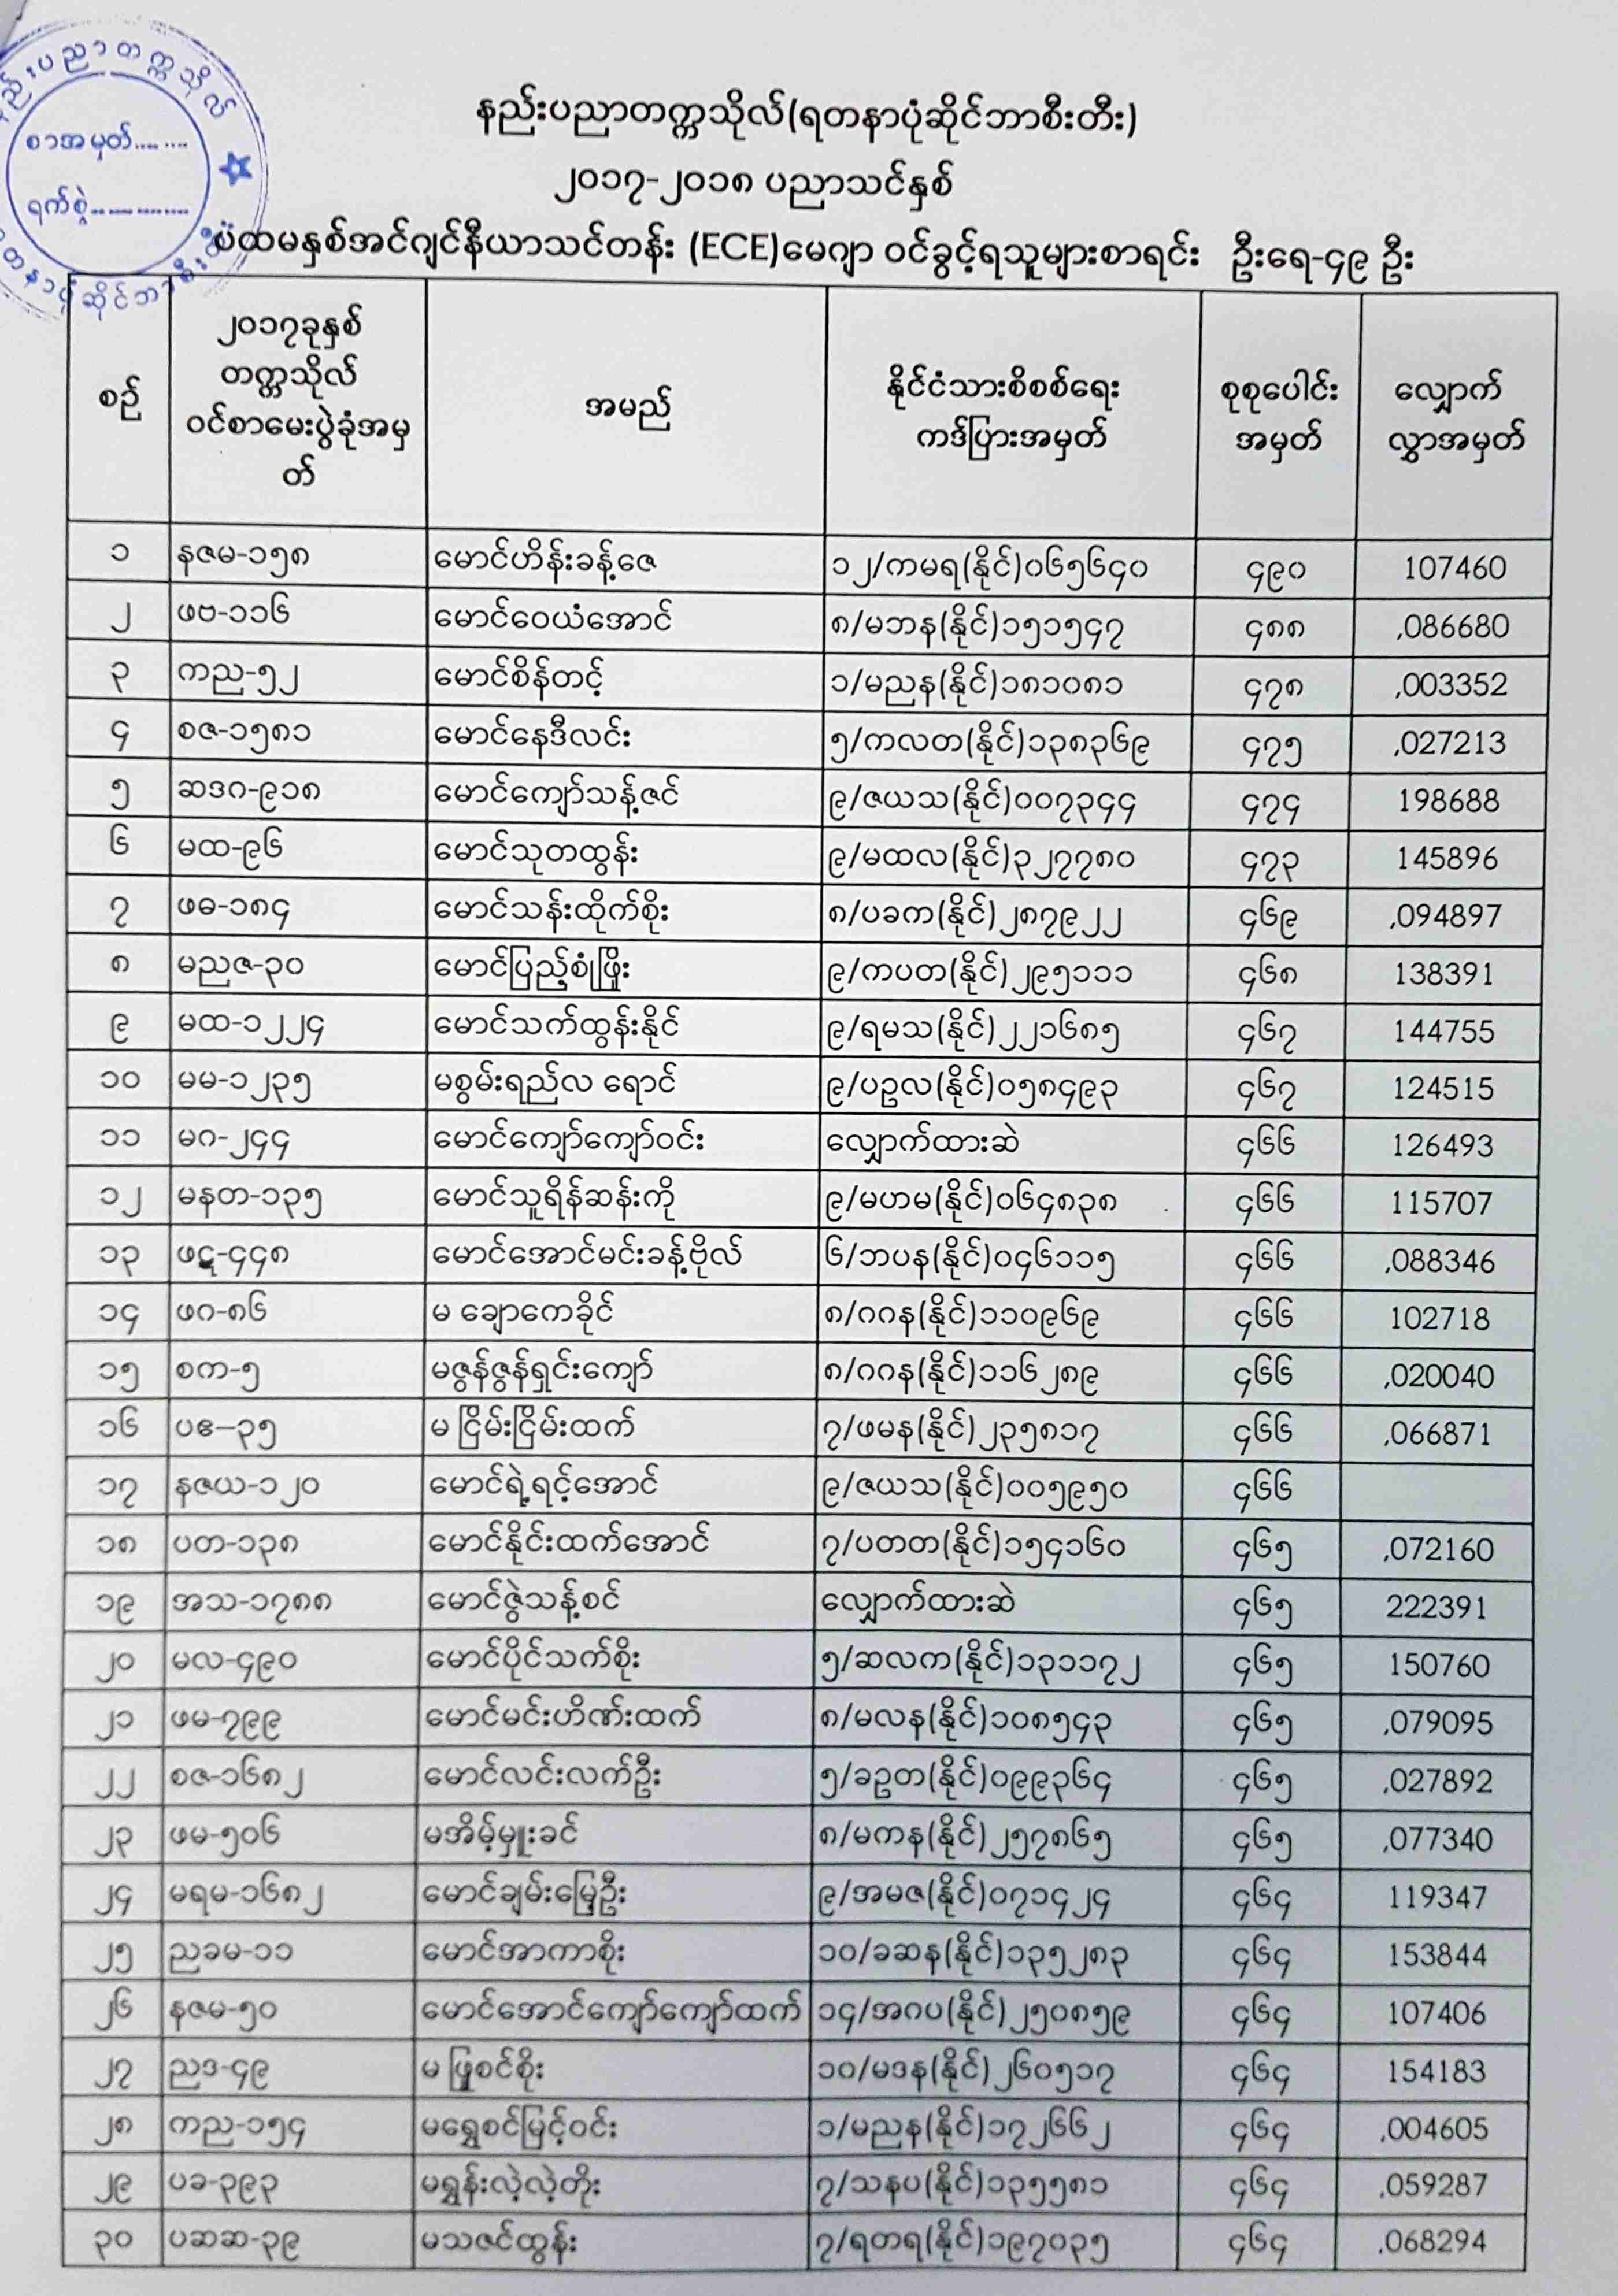 နည်းပညာတက္ကသိုလ်
စာအမှတ်.... ....
ရက်စွဲ.... .... ....
နည်းပညာတက္ကသိုလ်(ရတနာပုံဆိုင်ဘာစီးတီး)
၂၀၁၇-၂၀၁၈ ပညာသင်နှစ်
ပထမနှစ်အင်ဂျင်နီယာသင်တန်း (ECE)မေဂျာ ဝင်ခွင့်ရသူများစာရင်း ဦးရေ-၄၉ ဦး
စဉ် ၂၀၁၇ခုနှစ် တက္ကသိုလ် ဝင်စာမေးပွဲခုံအမှတ် အမည် နိုင်ငံသားစိစစ်ရေး ကဒ်ပြားအမှတ် စုစုပေါင်း အမှတ် လျှောက် လွှာအမှတ်
၁ နဇမ-၁၅၈ မောင်ဟိန်းခန့်ဇေ ၁၂/ကမရ(နိုင်)၀၆၅၆၄၀ ၄၉၀ 107460
၂ ဖဗ-၁၁၆ မောင်ဝေယံအောင် ၈/မဘန(နိုင်)၁၅၁၅၄၇ ၄၈၈ ,086680
၃ ကည-၅၂ မောင်စိန်တင့် ၁/မညန(နိုင်)၁၈၁၀၈၁ ၄၇၈ ,003352
၄ စဇ-၁၅၈၁ မောင်နေဒီလင်း ၅/ကလတ(နိုင်)၁၃၈၃၆၉ ၄၇၅ ,027213
၅ ဆဒဂ-၉၁၈ မောင်ကျော်သန့်ဇင် ၉/ဇယသ(နိုင်)၀၀၇၃၄၄ ၄၇၄ 198688
၆ မထ-၉၆ မောင်သုတထွန်း ၉/မထလ(နိုင်)၃၂၇၇၈၀ ၄၇၃ 145896
၇ ဖဓ-၁၈၄ မောင်သန်းထိုက်စိုး ၈/ပခက(နိုင်)၂၈၇၉၂၂ ၄၆၉ ,094897
၈ မညဇ-၃၀ မောင်ပြည့်စုံဖြိုး ၉/ကပတ(နိုင်)၂၉၅၁၁၁ ၄၆၈ 138391
၉ မထ-၁၂၂၄ မောင်သက်ထွန်းနိုင် ၉/ရမသ(နိုင်)၂၂၁၆၈၅ ၄၆၇ 144755
၁၀ မမ-၁၂၃၅ မစွမ်းရည်လ ရောင် ၉/ပဥလ(နိုင်)၀၅၈၄၉၃ ၄၆၇ 124515
၁၁ မဂ-၂၄၄ မောင်ကျော်ကျော်ဝင်း လျှောက်ထားဆဲ ၄၆၆ 126493
၁၂ မနတ-၁၃၅ မောင်သူရိန်ဆန်းကို ၉/မဟမ(နိုင်)၀၆၄၈၃၈ ၄၆၆ 115707
၁၃ ဖဋ္ဌ-၄၄၈ မောင်အောင်မင်းခန့်ဗိုလ် ၆/ဘပန(နိုင်)၀၄၆၁၁၅ ၄၆၆ ,088346
၁၄ ဖဂ-၈၆ မ ချောကေခိုင် ၈/ဂဂန(နိုင်)၁၁၀၉၆၉ ၄၆၆ 102718
၁၅ စက-၅ မဇွန်ဇွန်ရှင်းကျော် ၈/ဂဂန(နိုင်)၁၁၆၂၈၉ ၄၆၆ ,020040
၁၆ ပဧ-၃၅ မ ငြိမ်းငြိမ်းထက် ၇/ဖမန(နိုင်)၂၃၅၈၁၇ ၄၆၆ ,066871
၁၇ နဇယ-၁၂၀ မောင်ရဲ့ရင့်အောင် ၉/ဇယသ(နိုင်)၀၀၅၉၅၀ ၄၆၆
၁၈ ပတ-၁၃၈ မောင်နိုင်းထက်အောင် ၇/ပတတ(နိုင်)၁၅၄၁၆၀ ၄၆၅ ,072160
၁၉ အသ-၁၇၈၈ မောင်ဇွဲသန့်စင် လျှောက်ထားဆဲ ၄၆၅ 222391
၂၀ မလ-၄၉၀ မောင်ပိုင်သက်စိုး ၅/ဆလက(နိုင်)၁၃၁၁၇၂ ၄၆၅ 150760
၂၁ ဖမ-၇၉၉ မောင်မင်းဟိဏ်းထက် ၈/မလန(နိုင်)၁၀၈၅၄၃ ၄၆၅ ,079095
၂၂ စဇ-၁၆၈၂ မောင်လင်းလက်ဦး ၅/ခဥတ(နိုင်)၀၉၉၃၆၄ ၄၆၅ ,027892
၂၃ ဖမ-၅၀၆ မအိမ့်မှူးခင် ၈/မကန(နိုင်)၂၅၇၈၆၅ ၄၆၅ ,077340
၂၄ မရမ-၁၆၈၂ မောင်ချမ်းမြေ့ဦး ၉/အမဇ(နိုင်)၀၇၁၄၂၄ ၄၆၄ 119347
၂၅ ညခမ-၁၁ မောင်အာကာစိုး ၁၀/ခဆန(နိုင်)၁၃၅၂၈၃ ၄၆၄ 153844
၂၆ နဇမ-၅၀ မောင်အောင်ကျော်ကျော်ထက် ၁၄/အဂပ(နိုင်)၂၅၀၈၅၉ ၄၆၄ 107406
၂၇ ညဒ-၄၉ မ ဖြူစင်စိုး ၁၀/မဒန(နိုင်)၂၆၀၅၁၇ ၄၆၄ 154183
၂၈ ကည-၁၅၄ မရွှေစင်မြင့်ဝင်း ၁/မညန(နိုင်)၁၇၂၆၆၂ ၄၆၄ ,004605
၂၉ ပခ-၃၉၃ မရွှန်းလဲ့လဲ့တိုး ၇/သနပ(နိုင်)၁၃၅၅၈၁ ၄၆၄ ,059287
၃၀ ပဆဆ-၃၉ မသဇင်ထွန်း ၇/ရတရ(နိုင်)၁၉၇၀၃၅ ၄၆၄ ,068294